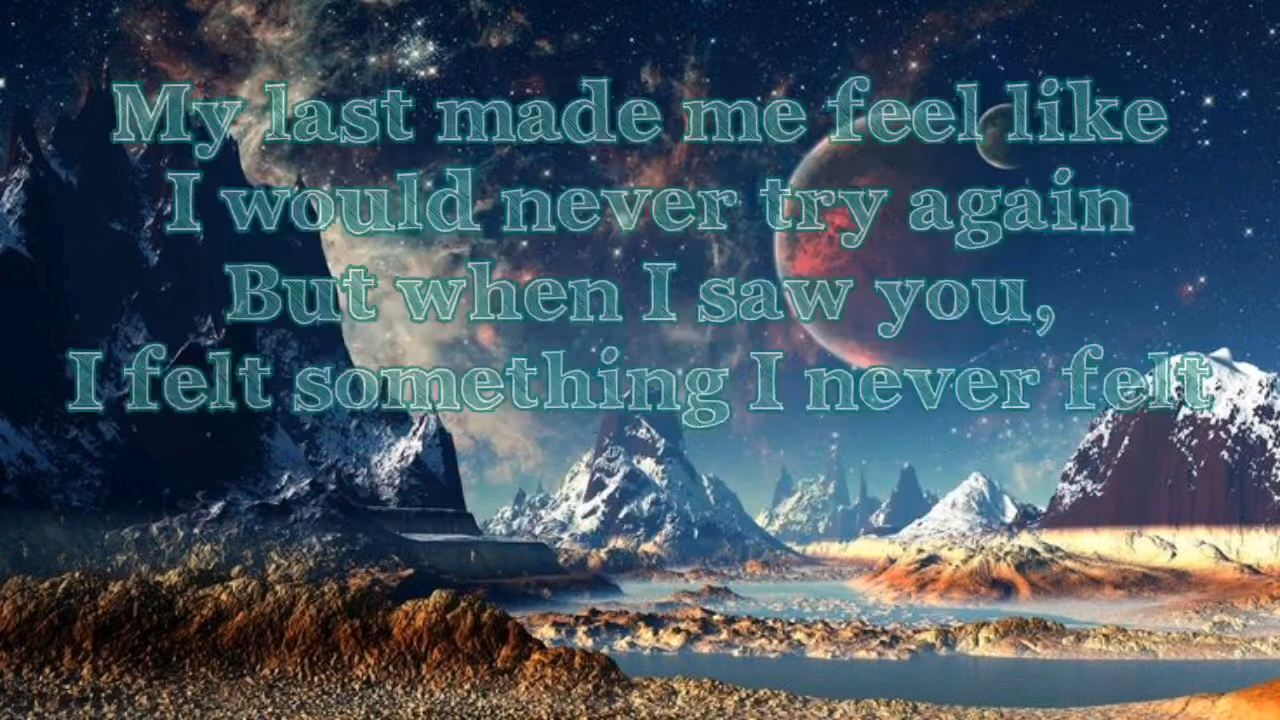 My last made me feel like
I would never try again
But when I saw you,
I felt something I never felt